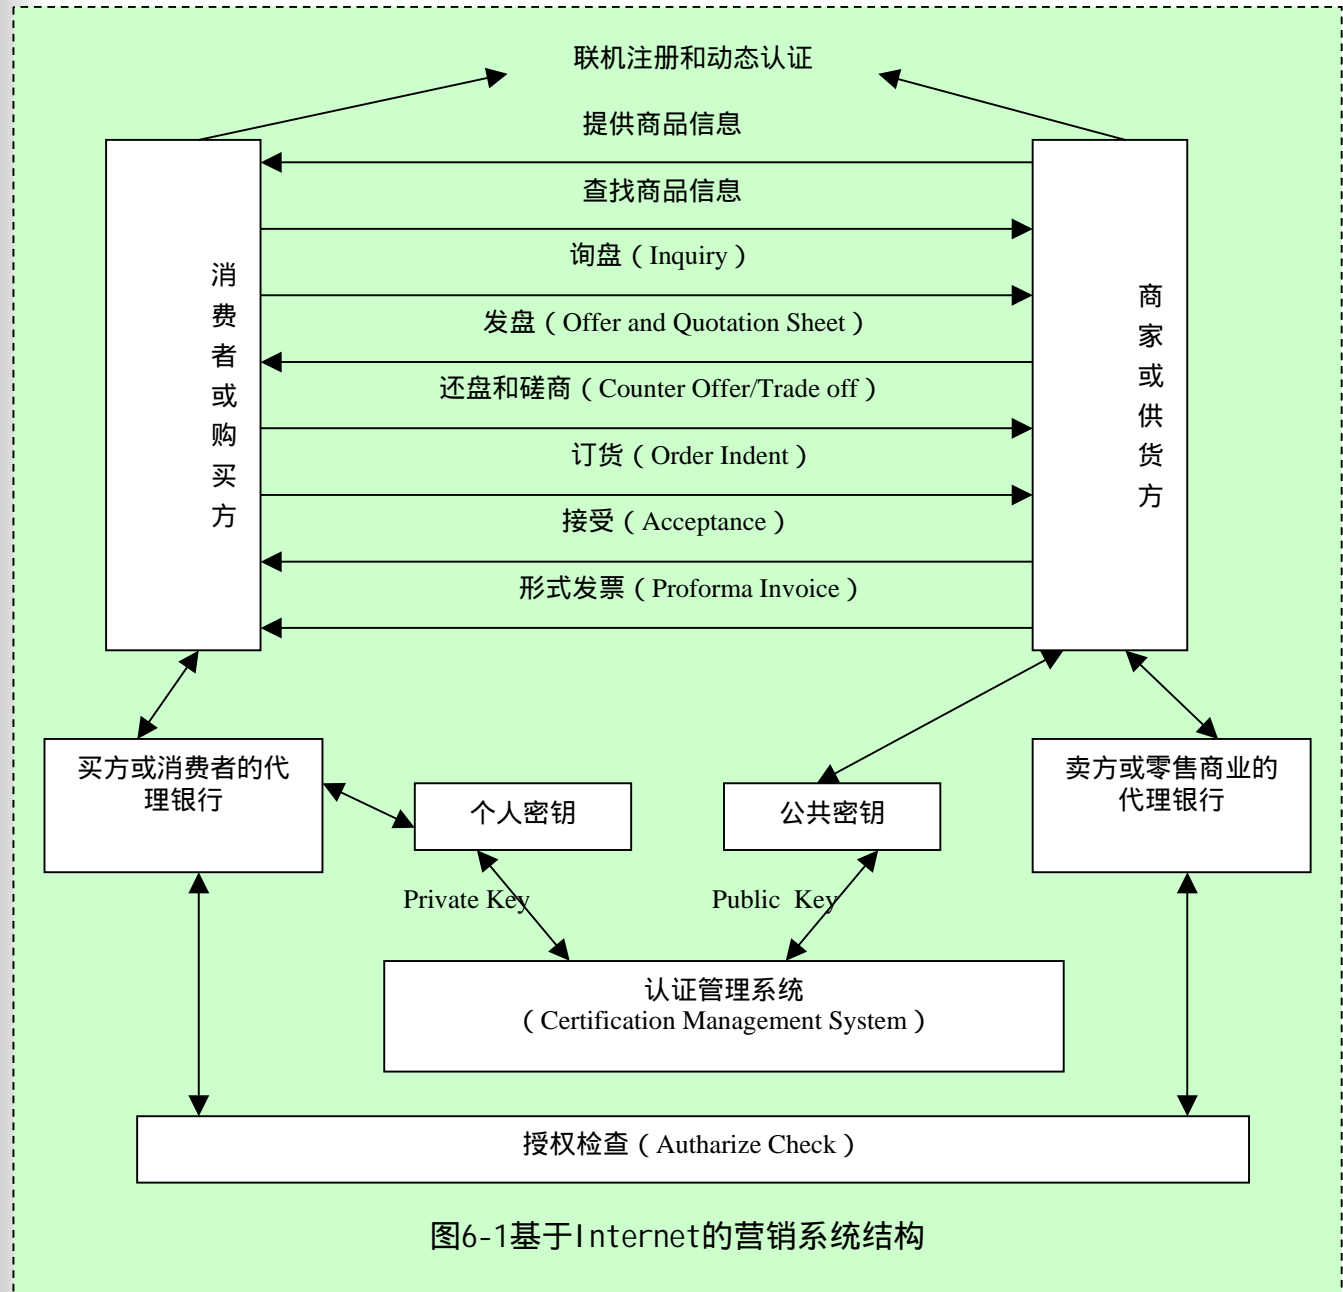 联机注册和动态认证
提供商品信息
查找商品信息
询盘（Inquiry）
发盘（Offer and Quotation Sheet）
还盘和磋商（Counter Offer/Trade off）
订货（Order Indent）
接受（Acceptance）
形式发票（Proforma Invoice）
消费者或购买方
商家或供货方
买方或消费者的代
理银行
个人密钥
公共密钥
卖方或零售商业的
代理银行
Private Key
Public Key
认证管理系统
（Certification Management System）
授权检查（Autharize Check）
图6-1基于Internet的营销系统结构